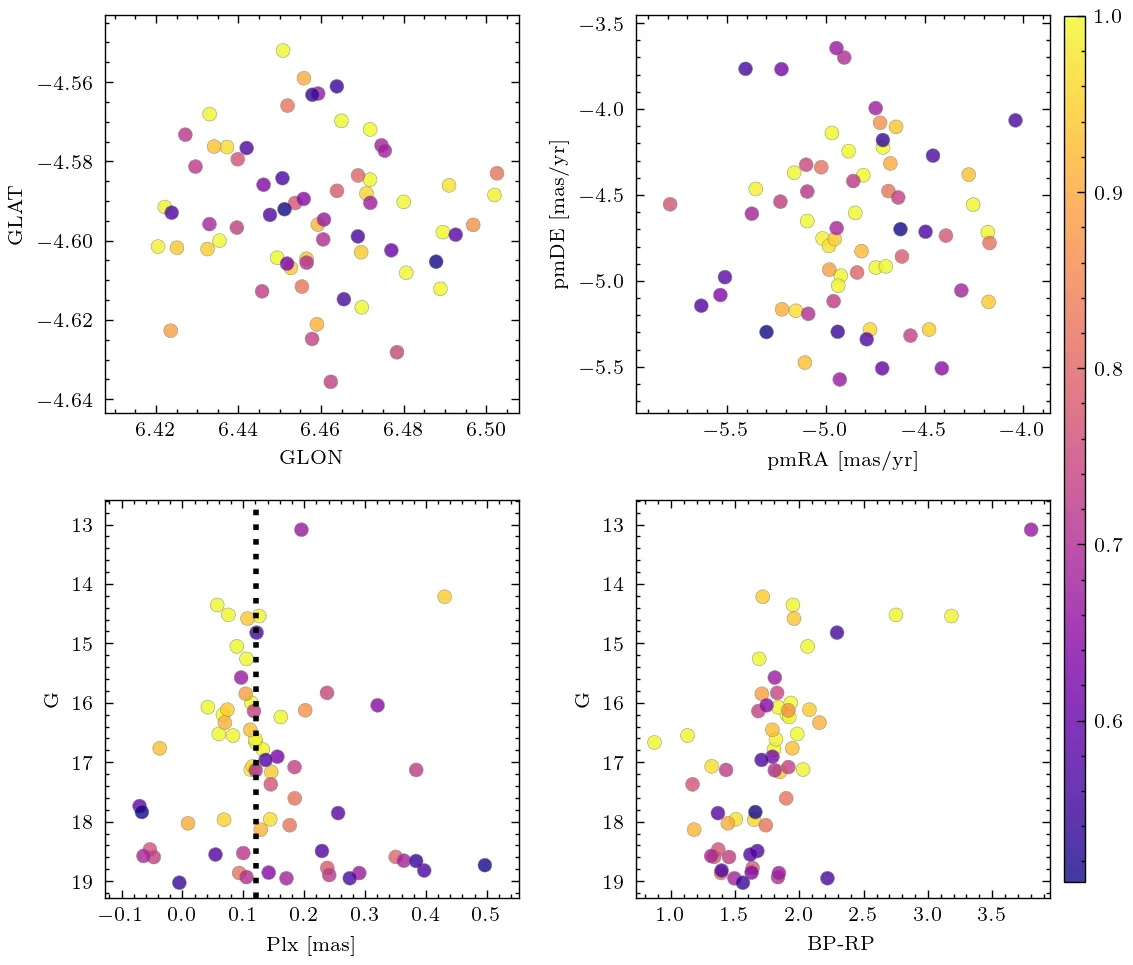 −4.56
−4.58
−4.60
−4.62
−4.64
GLAT
6.42 6.44 6.46 6.48 6.50
GLON
−3.5
−4.0
−4.5
−5.0
−5.5
pmDE [mas/yr]
−5.5 −5.0 −4.5 −4.0
pmRA [mas/yr]
1.0
0.9
0.8
0.7
0.6
13
14
15
16
17
18
19
G
−0.1 0.0 0.1 0.2 0.3 0.4 0.5
Plx [mas]
13
14
15
16
17
18
19
G
1.0 1.5 2.0 2.5 3.0 3.5
BP-RP